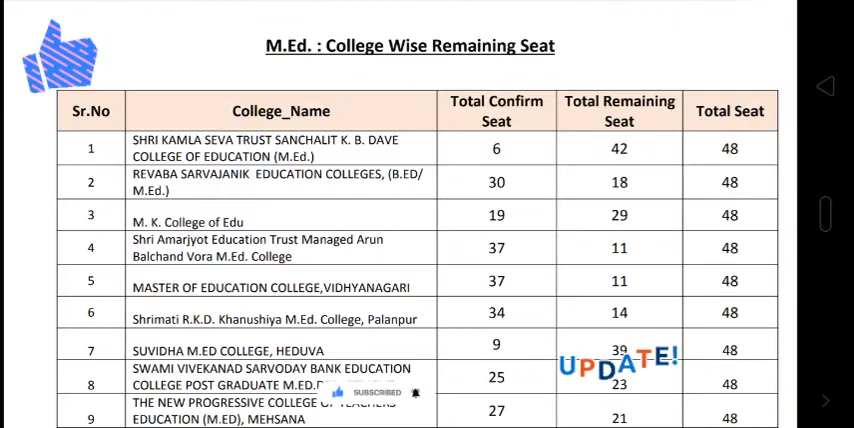 M.Ed. : College Wise Remaining Seat
Sr.No College_Name Total Confirm Seat Total Remaining Seat Total Seat
1 SHRI KAMLA SEVA TRUST SANCHALIT K. B. DAVE
COLLEGE OF EDUCATION (M.Ed.) 6 42 48
2 REVABA SARVAJANIK EDUCATION COLLEGES, (B.ED/
M.Ed.) 30 18 48
3 M. K. College of Edu 19 29 48
4 Shri Amarjyot Education Trust Managed Arun
Balchand Vora M.Ed. College 37 11 48
5 MASTER OF EDUCATION COLLEGE,VIDHYANAGARI 37 11 48
6 Shrimati R.K.D. Khanushiya M.Ed. College, Palanpur 34 14 48
7 SUVIDHA M.ED COLLEGE, HEDUVA 9 39 48
UPDATE!
8 SWAMI VIVEKANAD SARVODAY BANK EDUCATION
COLLEGE POST GRADUATE M.ED. 25 23 48
SUBSCRIBED
9 THE NEW PROGRESSIVE COLLEGE OF TEACHERS
EDUCATION (M.ED), MEHSANA 27 21 48